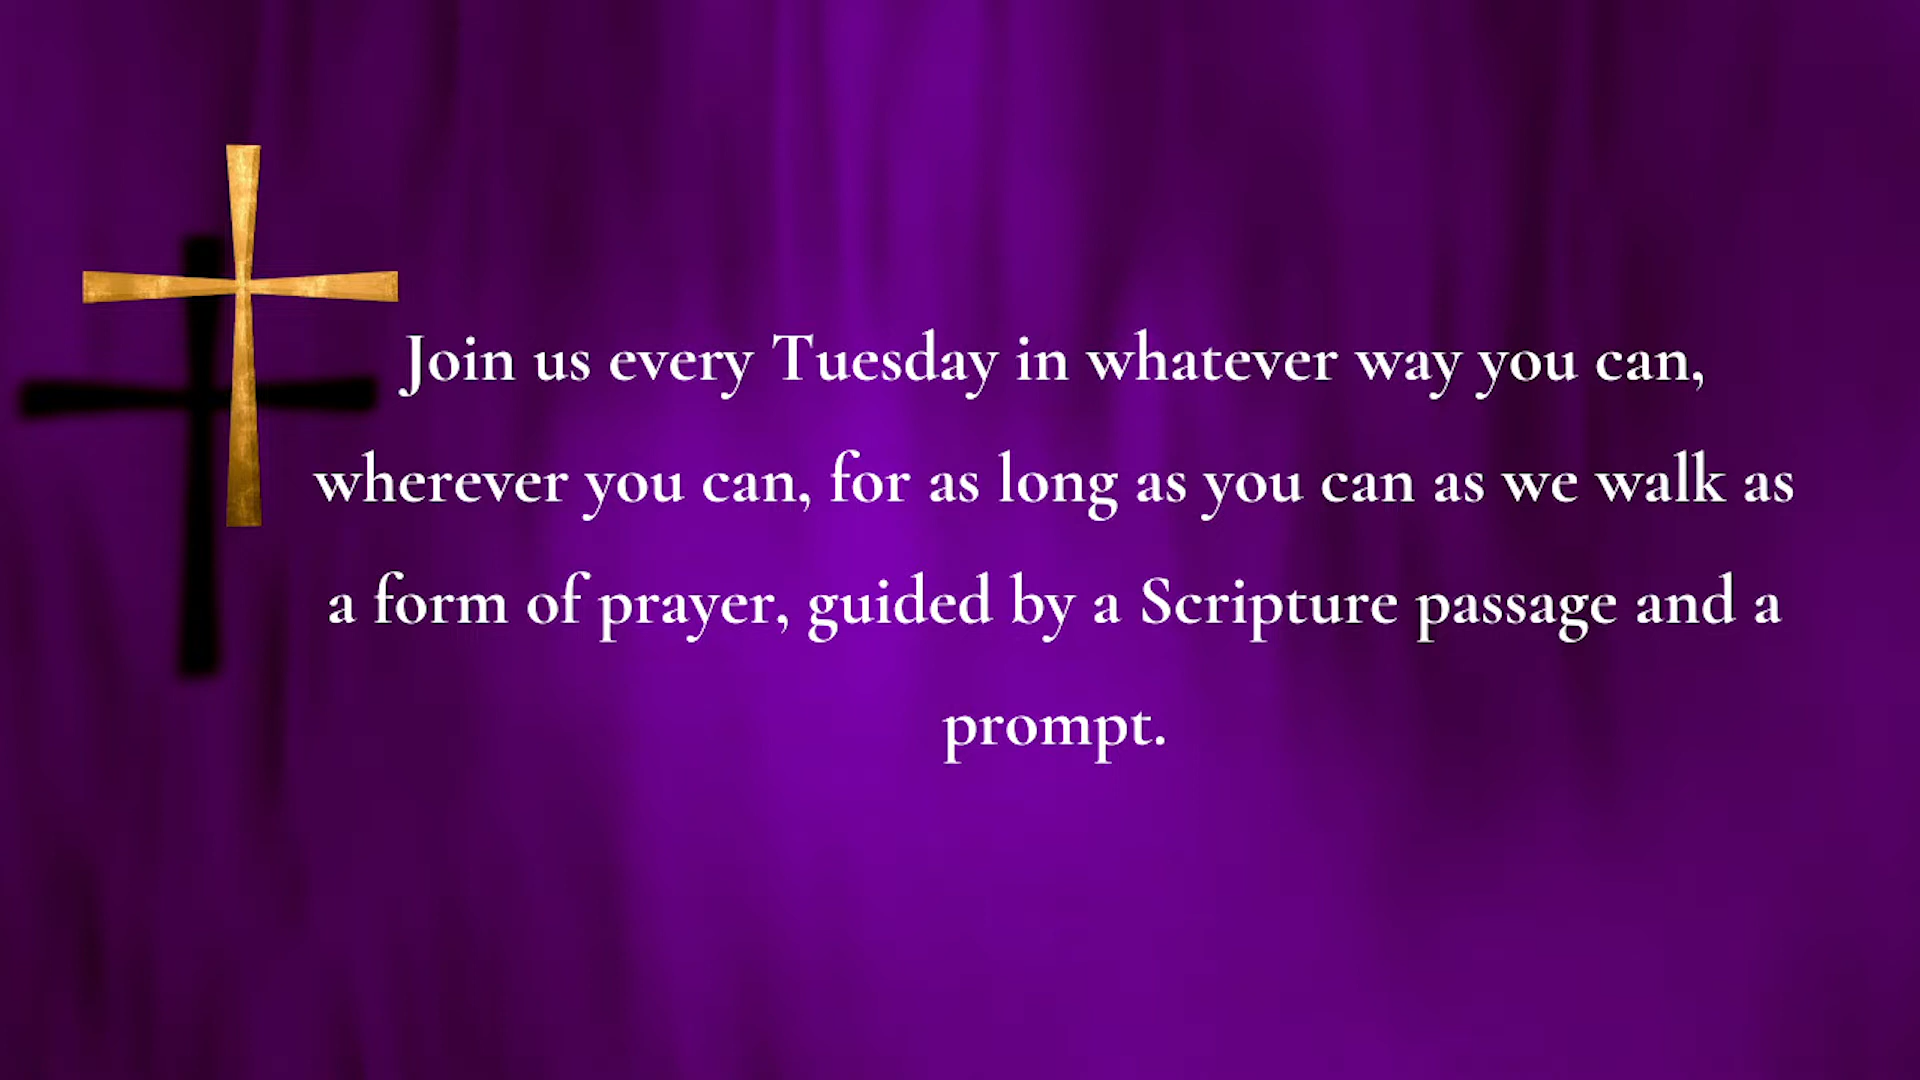 Join us every Tuesday in whatever way you can,
wherever you can, for as long as you can as we walk as
a form of prayer, guided by a Scripture passage and a
prompt.